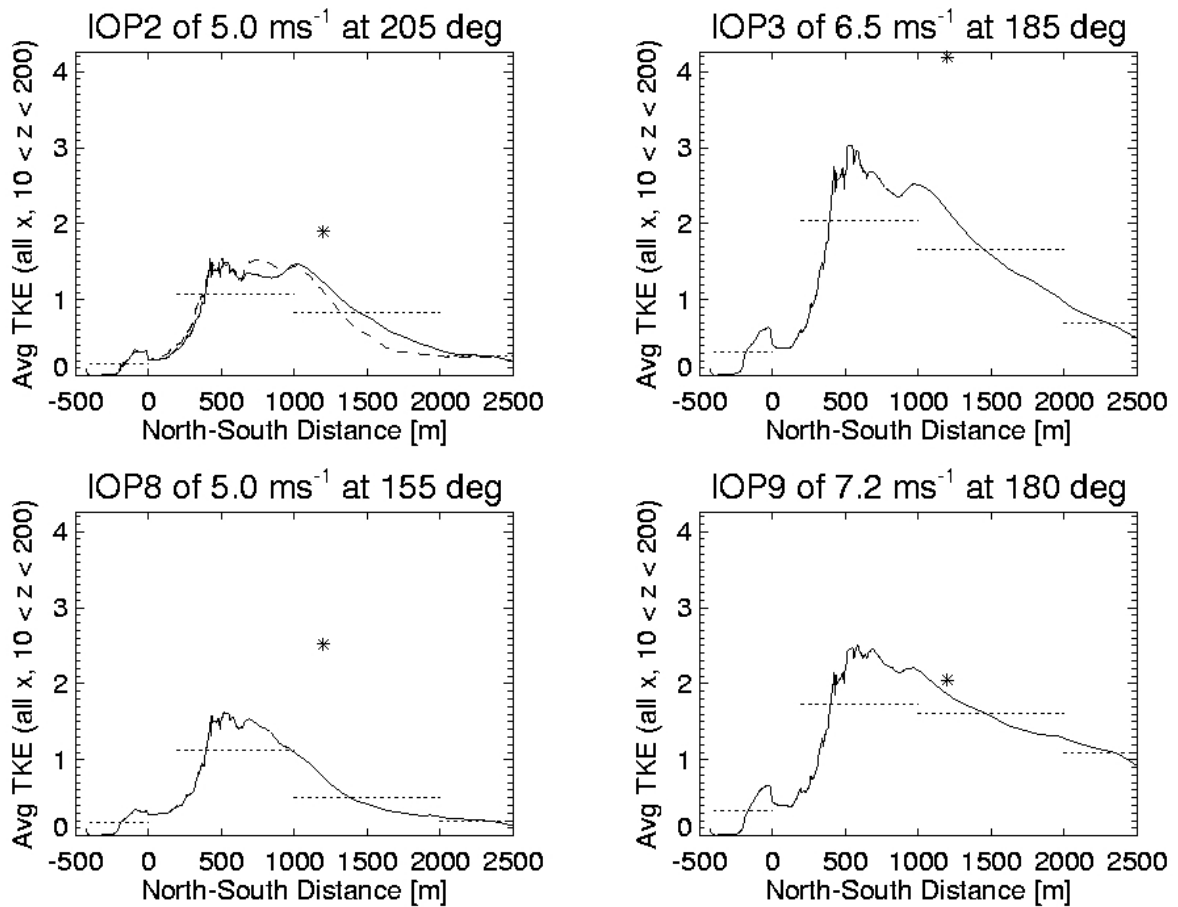 IOP2 of 5.0 ms⁻¹ at 205 deg
Avg TKE (all x, 10 < z < 200)
4
3
2
1
0
-500 0 500 1000 1500 2000 2500
North-South Distance [m]
IOP3 of 6.5 ms⁻¹ at 185 deg
Avg TKE (all x, 10 < z < 200)
4
3
2
1
0
-500 0 500 1000 1500 2000 2500
North-South Distance [m]
IOP8 of 5.0 ms⁻¹ at 155 deg
Avg TKE (all x, 10 < z < 200)
4
3
2
1
0
-500 0 500 1000 1500 2000 2500
North-South Distance [m]
IOP9 of 7.2 ms⁻¹ at 180 deg
Avg TKE (all x, 10 < z < 200)
4
3
2
1
0
-500 0 500 1000 1500 2000 2500
North-South Distance [m]